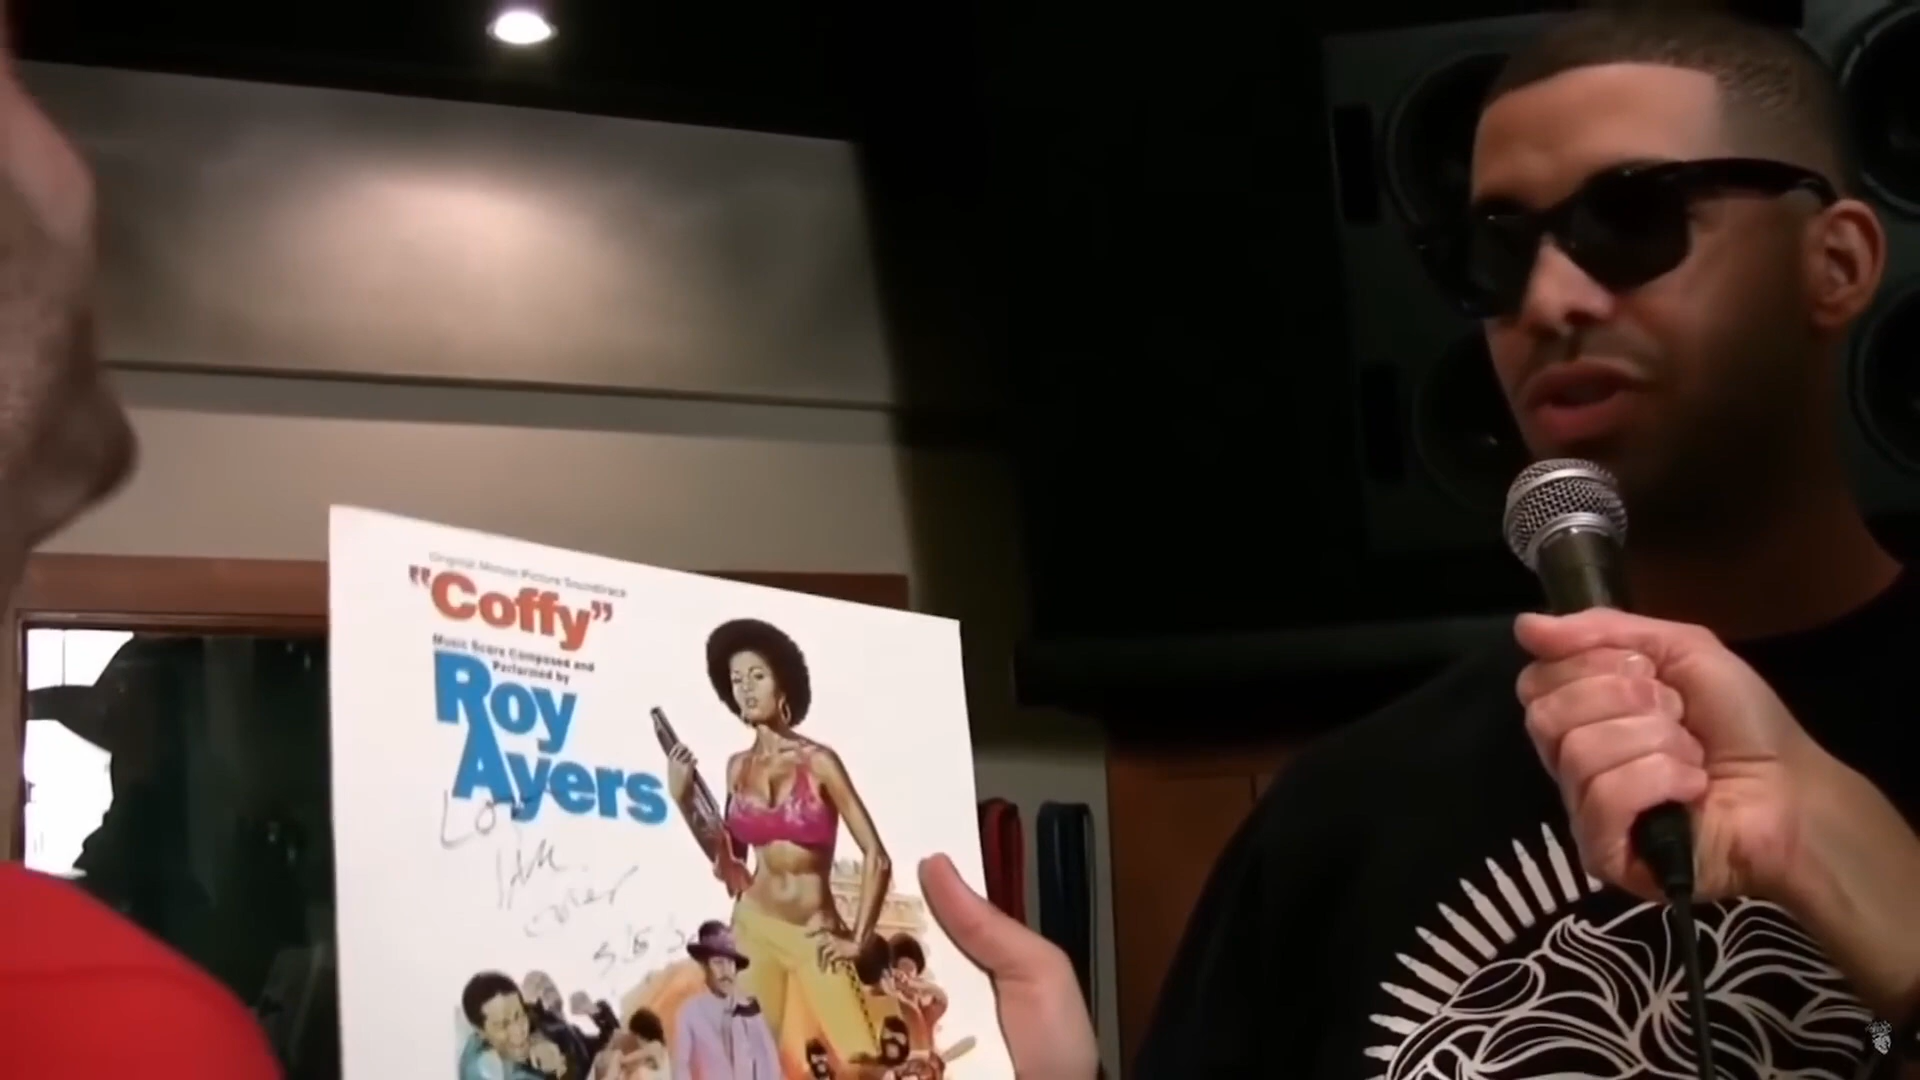 Original Motion Picture Soundtrack
"Coffy"
Music Score Composed and
Performed by
Roy
Ayers